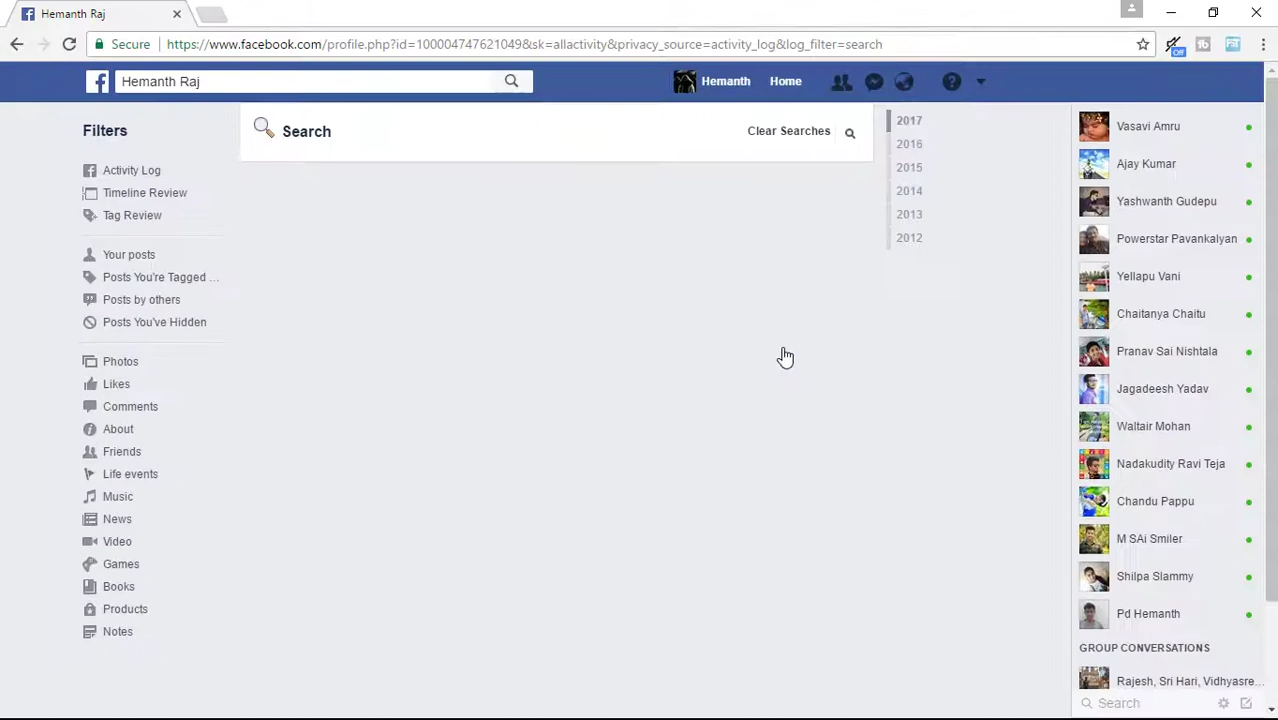 Hemanth Raj
Secure https://www.facebook.com/profile.php?id=100004747621049&sk=allactivity&privacy_source=activity_log&log_filter=search
Off
Hemanth Raj
Hemanth
Home
Filters
Activity Log
Timeline Review
Tag Review
Your posts
Posts You're Tagged ...
Posts by others
Posts You've Hidden
Photos
Likes
Comments
About
Friends
Life events
Music
News
Video
Games
Books
Products
Notes
Search
Clear Searches
2017
2016
2015
2014
2013
2012
Vasavi Amru
Ajay Kumar
Yashwanth Gudepu
Powerstar Pavankalyan
Yellapu Vani
Chaitanya Chaitu
Pranav Sai Nishtala
Jagadeesh Yadav
Waltair Mohan
Nadakudity Ravi Teja
Chandu Pappu
M SAi Smiler
Shilpa Slammy
Pd Hemanth
GROUP CONVERSATIONS
Rajesh, Sri Hari, Vidhyasre...
Search